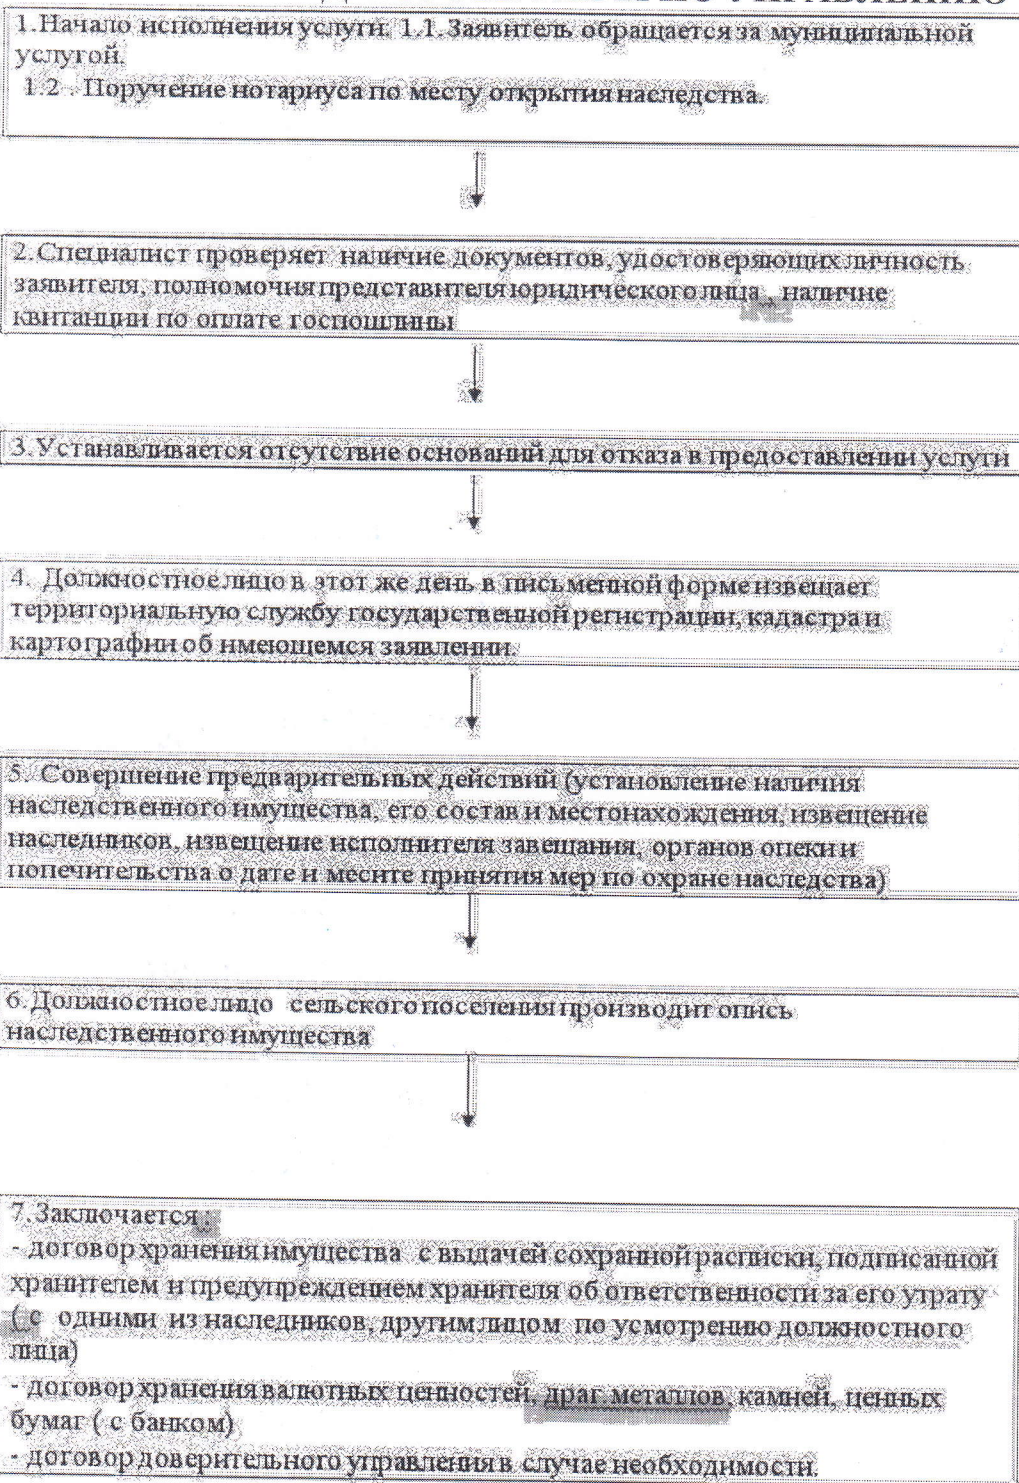 1.Начало исполнения услуги. 1.1. Заявитель обращается за муниципальной
услугой.
1.2 . Поручение нотариуса по месту открытия наследства.
2.Специалист проверяет наличие документов, удостоверяющих личность
заявителя, полномочия представителя юридического лица , наличие
квитанции по оплате госпошлины
3.Устанавливается отсутствие оснований для отказа в предоставлении услуги
4. Должностное лицо в этот же день в письменной форме извещает
территориальную службу государственной регистрации, кадастра и
картографии об имеющемся заявлении.
5. Совершение предварительных действий (установление наличия
наследственного имущества, его состав и местонахождения, извещение
наследников, извещение исполнителя завещания, органов опеки и
попечительства о дате и месите принятия мер по охране наследства)
6. Должностное лицо сельского поселения производит опись
наследственного имущества
7. Заключается :
- договор хранения имущества с выдачей сохранной расписки, подписанной
хранителем и предупреждением хранителя об ответственности за его утрату
( с одними из наследников, другим лицом по усмотрению должностного
лица)
- договор хранения валютных ценностей, драг.металлов, камней, ценных
бумаг ( с банком)
- договор доверительного управления в случае необходимости.